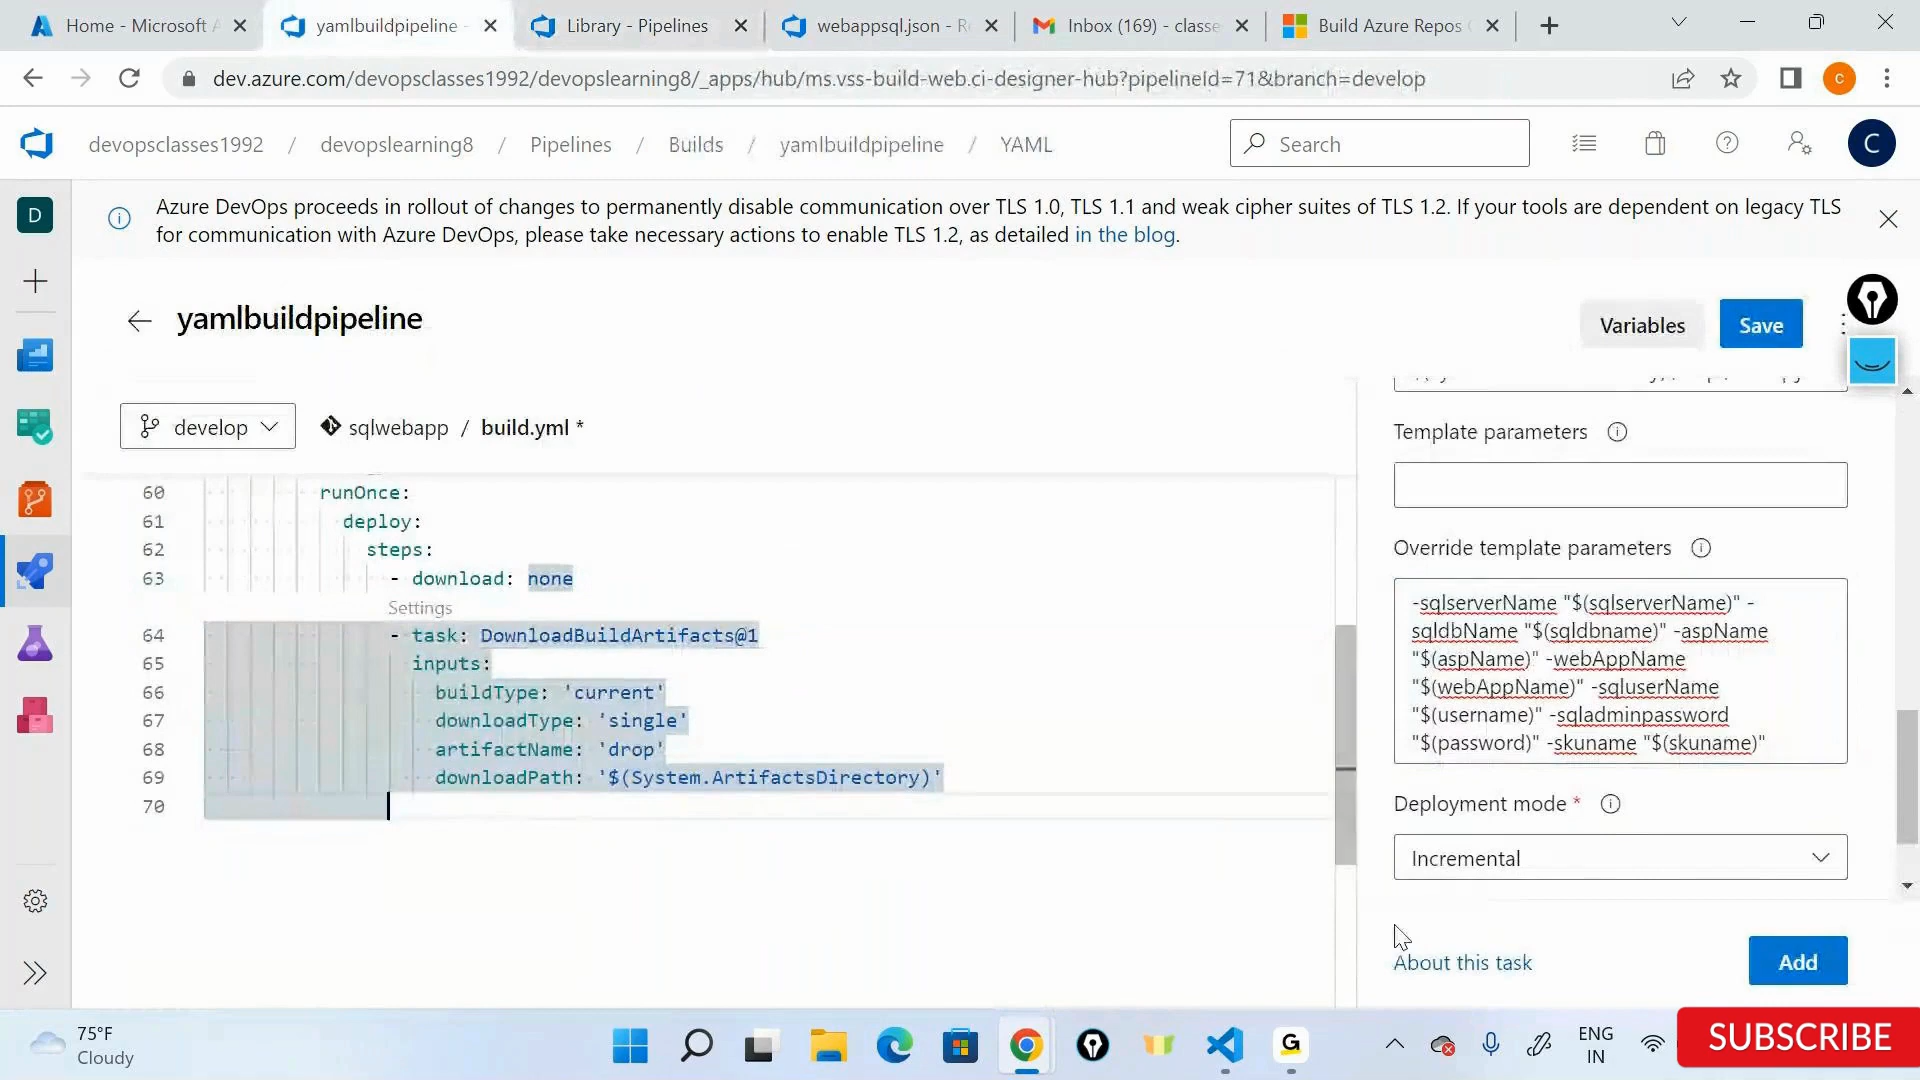 Home - Microsoft A
yamlbuildpipeline -
Library - Pipelines
webappsql.json - Re
Inbox (169) - classe
Build Azure Repos
dev.azure.com/devopsclasses1992/devopslearning8/_apps/hub/ms.vss-build-web.ci-designer-hub?pipelineId=71&branch=develop
C
devopsclasses1992 / devopslearning8 / Pipelines / Builds / yamlbuildpipeline / YAML
Search
C
D
Azure DevOps proceeds in rollout of changes to permanently disable communication over TLS 1.0, TLS 1.1 and weak cipher suites of TLS 1.2. If your tools are dependent on legacy TLS
for communication with Azure DevOps, please take necessary actions to enable TLS 1.2, as detailed in the blog.
yamlbuildpipeline
Variables
Save
develop
sqlwebapp / build.yml *
60 runOnce:
61 deploy:
62 steps:
63 - download: none
Settings
64 - task: DownloadBuildArtifacts@1
65 inputs:
66 buildType: 'current'
67 downloadType: 'single'
68 artifactName: 'drop'
69 downloadPath: '$(System.ArtifactsDirectory)'
70
Template parameters
Override template parameters
-sqlserverName "$(sqlserverName)" -
sqldbName "$(sqldbname)" -aspName
"$(aspName)" -webAppName
"$(webAppName)" -sqluserName
"$(username)" -sqladminpassword
"$(password)" -skuname "$(skuname)"
Deployment mode *
Incremental
About this task
Add
75°F
Cloudy
G
ENG
IN
SUBSCRIBE